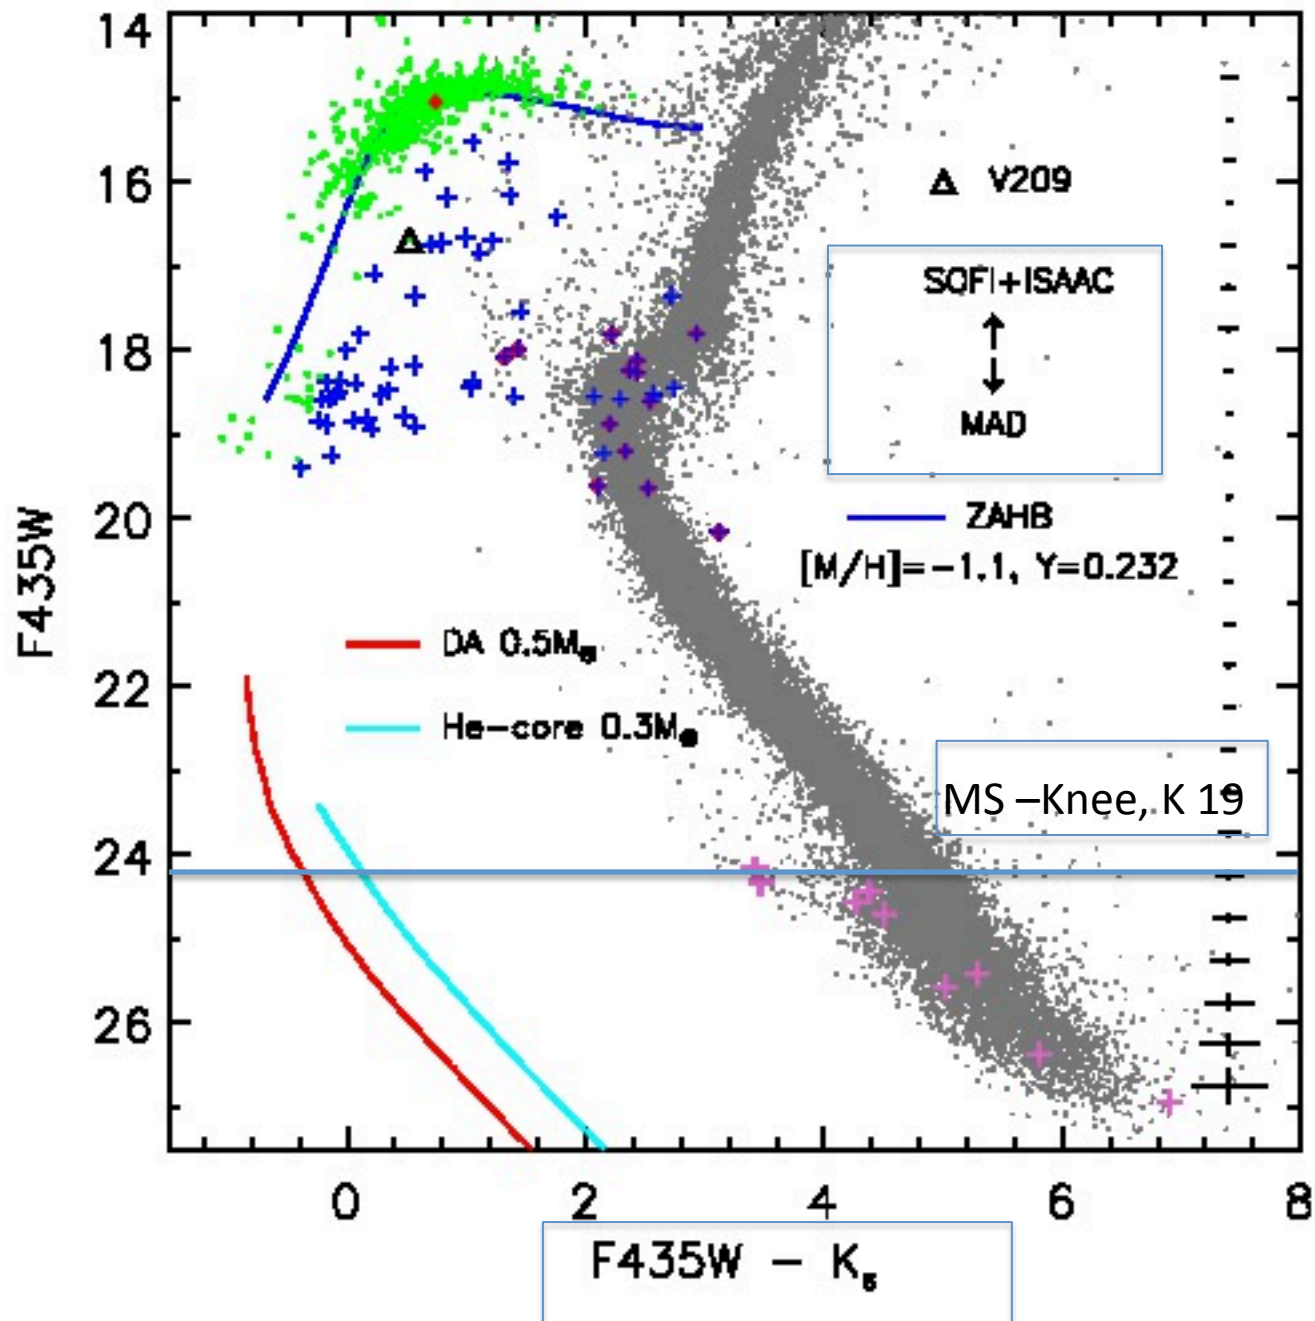 14
16
18
20
22
24
26
F435W
△ V209
SOFI+ISAAC
MAD
ZAHB
[M/H]=-1.1, Y=0.232
DA 0.5M⊙
He-core 0.3M⊙
MS –Knee, K 19
0 2 4 6 8
F435W - Ks